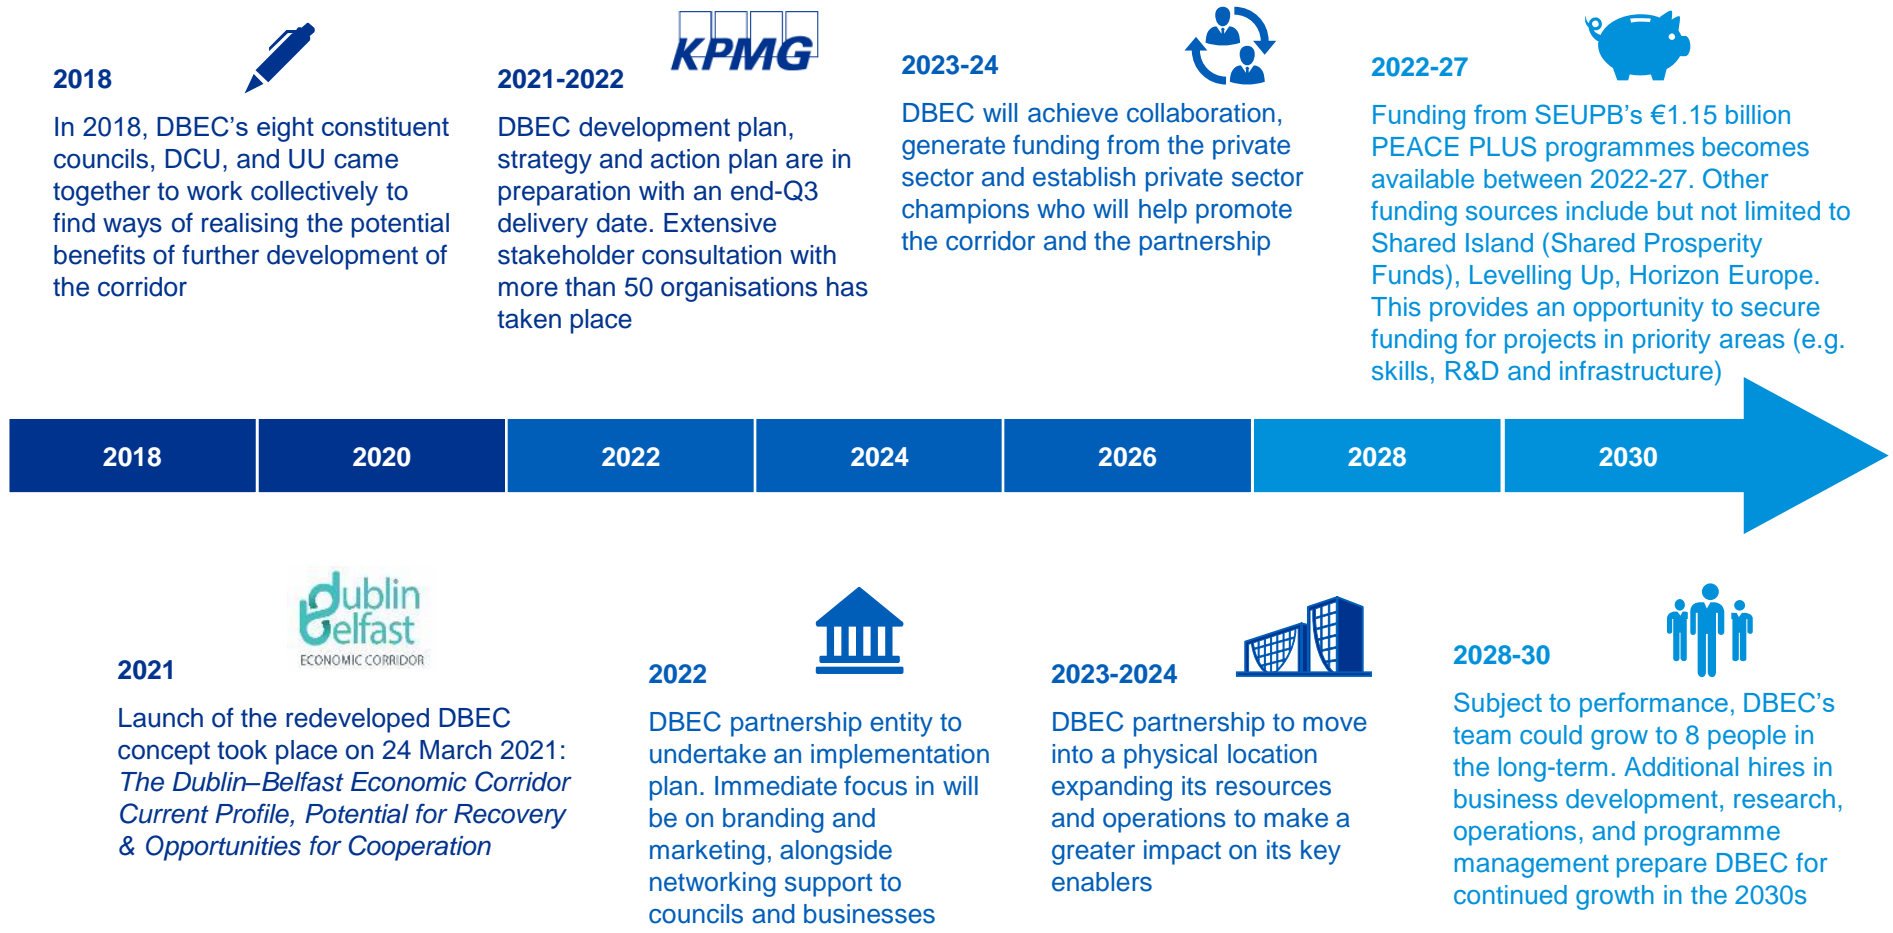 2018
In 2018, DBEC’s eight constituent
councils, DCU, and UU came
together to work collectively to
find ways of realising the potential
benefits of further development of
the corridor
KPMG
2021-2022
DBEC development plan,
strategy and action plan are in
preparation with an end-Q3
delivery date. Extensive
stakeholder consultation with
more than 50 organisations has
taken place
2023-24
DBEC will achieve collaboration,
generate funding from the private
sector and establish private sector
champions who will help promote
the corridor and the partnership
2022-27
Funding from SEUPB’s €1.15 billion
PEACE PLUS programmes becomes
available between 2022-27. Other
funding sources include but not limited to
Shared Island (Shared Prosperity
Funds), Levelling Up, Horizon Europe.
This provides an opportunity to secure
funding for projects in priority areas (e.g.
skills, R&D and infrastructure)
2018 2020 2022 2024 2026 2028 2030
dublin
belfast
ECONOMIC CORRIDOR
2021
Launch of the redeveloped DBEC
concept took place on 24 March 2021:
The Dublin–Belfast Economic Corridor
Current Profile, Potential for Recovery
& Opportunities for Cooperation
2022
DBEC partnership entity to
undertake an implementation
plan. Immediate focus in will
be on branding and
marketing, alongside
networking support to
councils and businesses
2023-2024
DBEC partnership to move
into a physical location
expanding its resources
and operations to make a
greater impact on its key
enablers
2028-30
Subject to performance, DBEC’s
team could grow to 8 people in
the long-term. Additional hires in
business development, research,
operations, and programme
management prepare DBEC for
continued growth in the 2030s